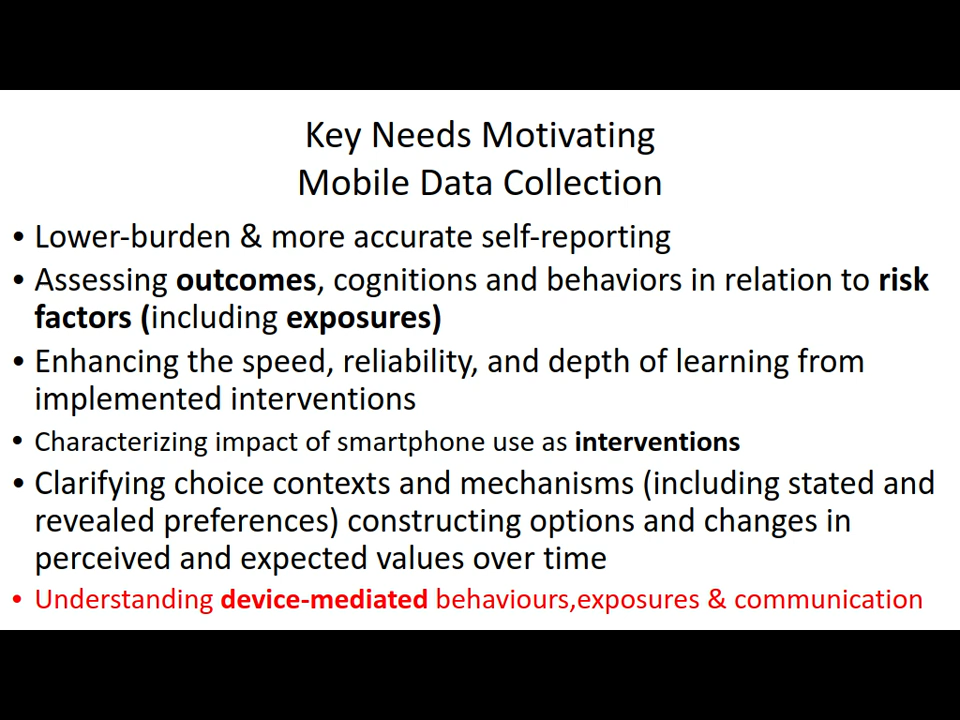 Key Needs Motivating
Mobile Data Collection
• Lower-burden & more accurate self-reporting
• Assessing outcomes, cognitions and behaviors in relation to risk
factors (including exposures)
• Enhancing the speed, reliability, and depth of learning from
implemented interventions
• Characterizing impact of smartphone use as interventions
• Clarifying choice contexts and mechanisms (including stated and
revealed preferences) constructing options and changes in
perceived and expected values over time
• Understanding device-mediated behaviours,exposures & communication